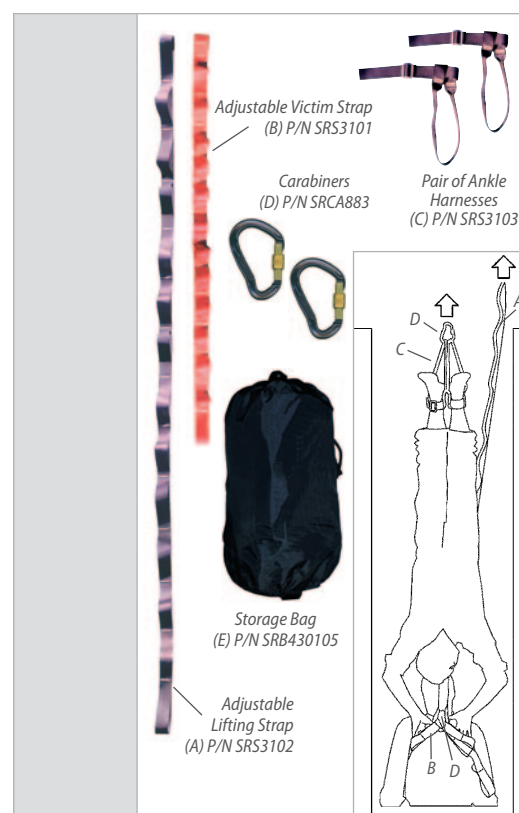 Adjustable Victim Strap
(B) P/N SRS3101
Carabiners
(D) P/N SRCA883
Pair of Ankle
Harnesses
(C) P/N SRS3103
A
D
C
Storage Bag
(E) P/N SRB430105
Adjustable
Lifting Strap
(A) P/N SRS3102
B
D